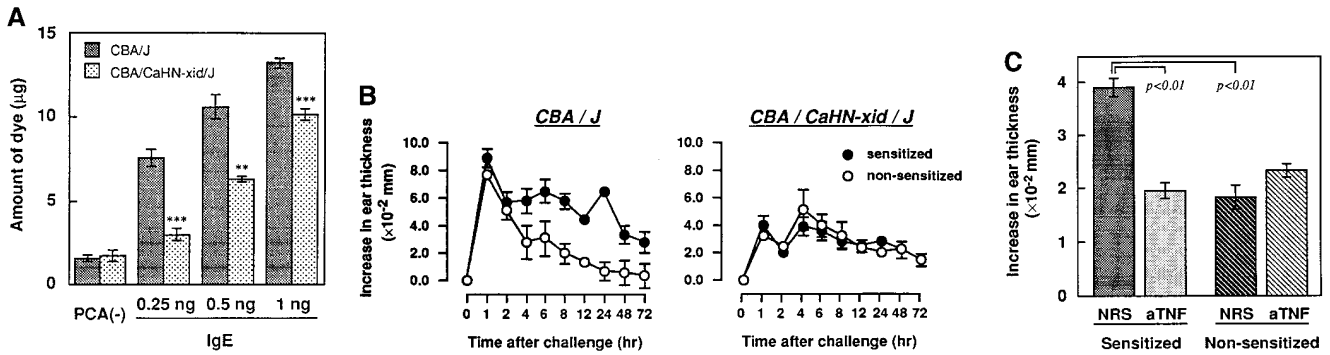 A
Amount of dye (μg)
15
10
5
0
CBA/J
CBA/CaHN-xid/J
***
**
***
PCA(-)
0.25 ng
0.5 ng
1 ng
IgE
B
CBA / J
Increase in ear thickness
(×10-2 mm)
10.0
8.0
6.0
4.0
2.0
0.0
0 1 2 4 6 8 12 24 48 72
Time after challenge (hr)
CBA / CaHN-xid / J
sensitized
non-sensitized
10.0
8.0
6.0
4.0
2.0
0.0
0 1 2 4 6 8 12 24 48 72
Time after challenge (hr)
C
Increase in ear thickness
(×10-2 mm)
4
3
2
1
0
p<0.01
p<0.01
NRS aTNF NRS aTNF
Sensitized Non-sensitized